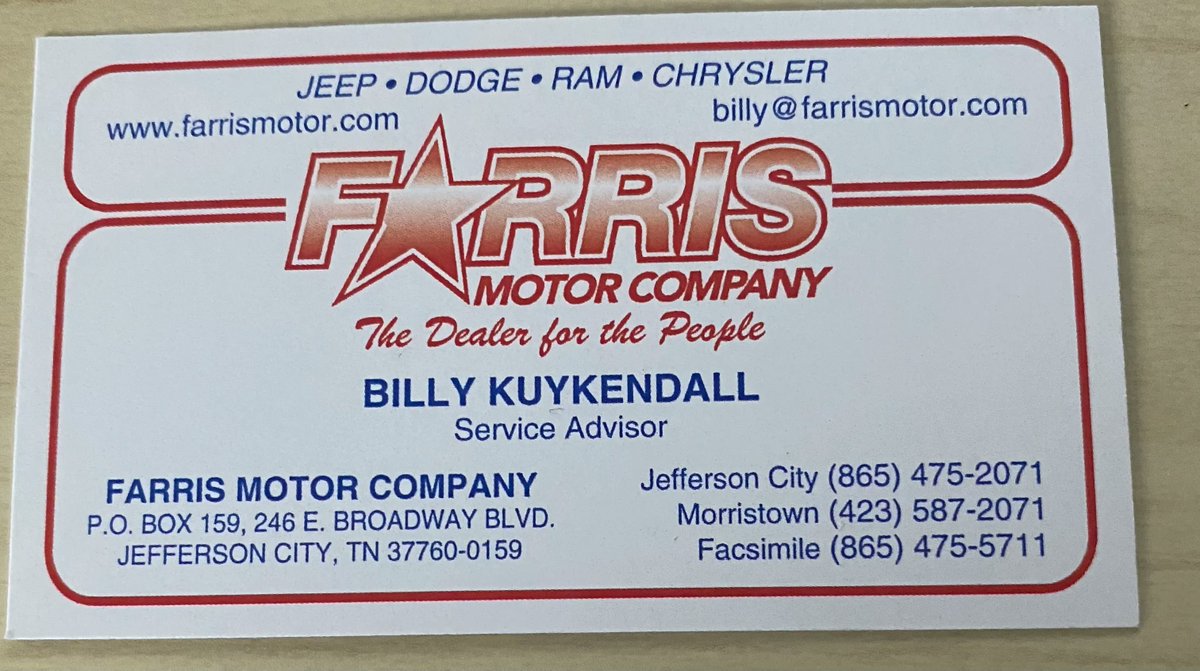 JEEP • DODGE • RAM • CHRYSLER
www.farrismotor.com
billy@farrismotor.com
FARRIS
MOTOR COMPANY
The Dealer for the People
BILLY KUYKENDALL
Service Advisor
FARRIS MOTOR COMPANY
P.O. BOX 159, 246 E. BROADWAY BLVD.
JEFFERSON CITY, TN 37760-0159
Jefferson City (865) 475-2071
Morristown (423) 587-2071
Facsimile (865) 475-5711